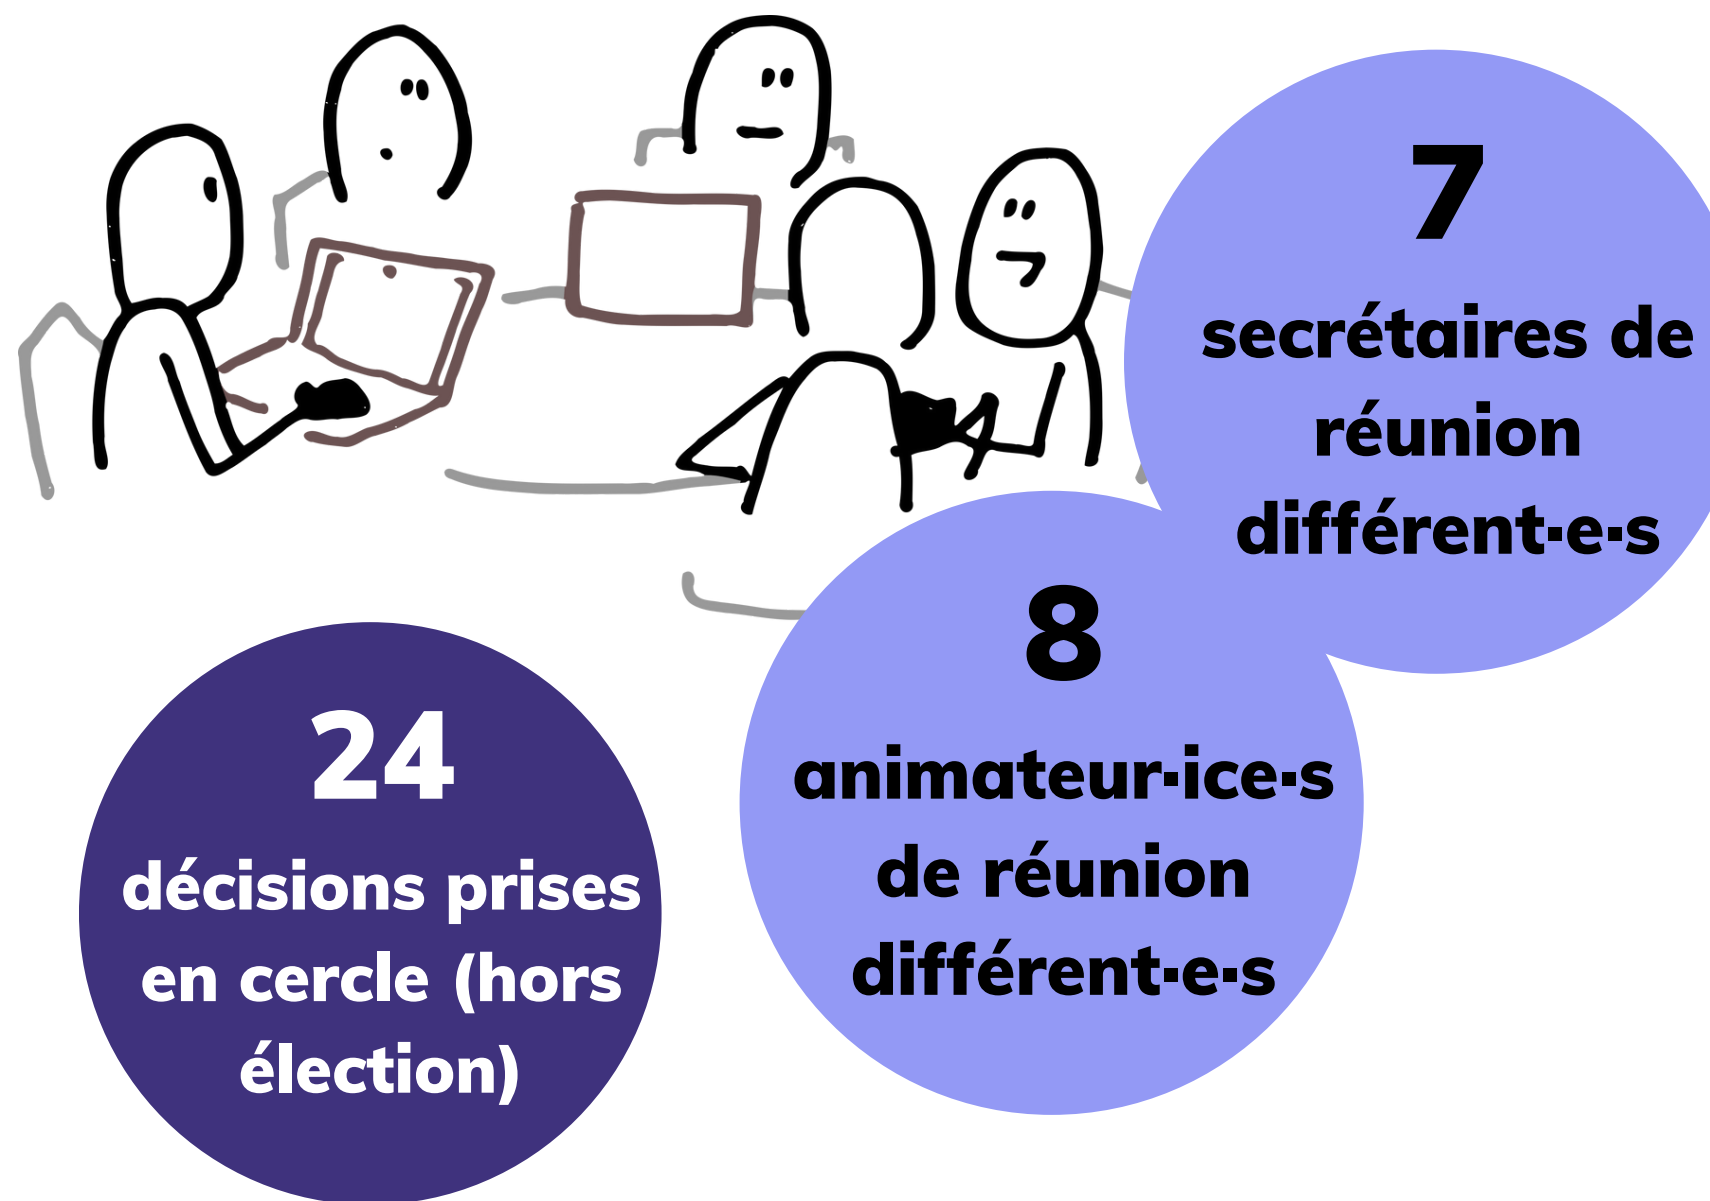 7
secrétaires de
réunion
différent·e·s
8
animateur·ice·s
de réunion
différent·e·s
24
décisions prises
en cercle (hors
élection)